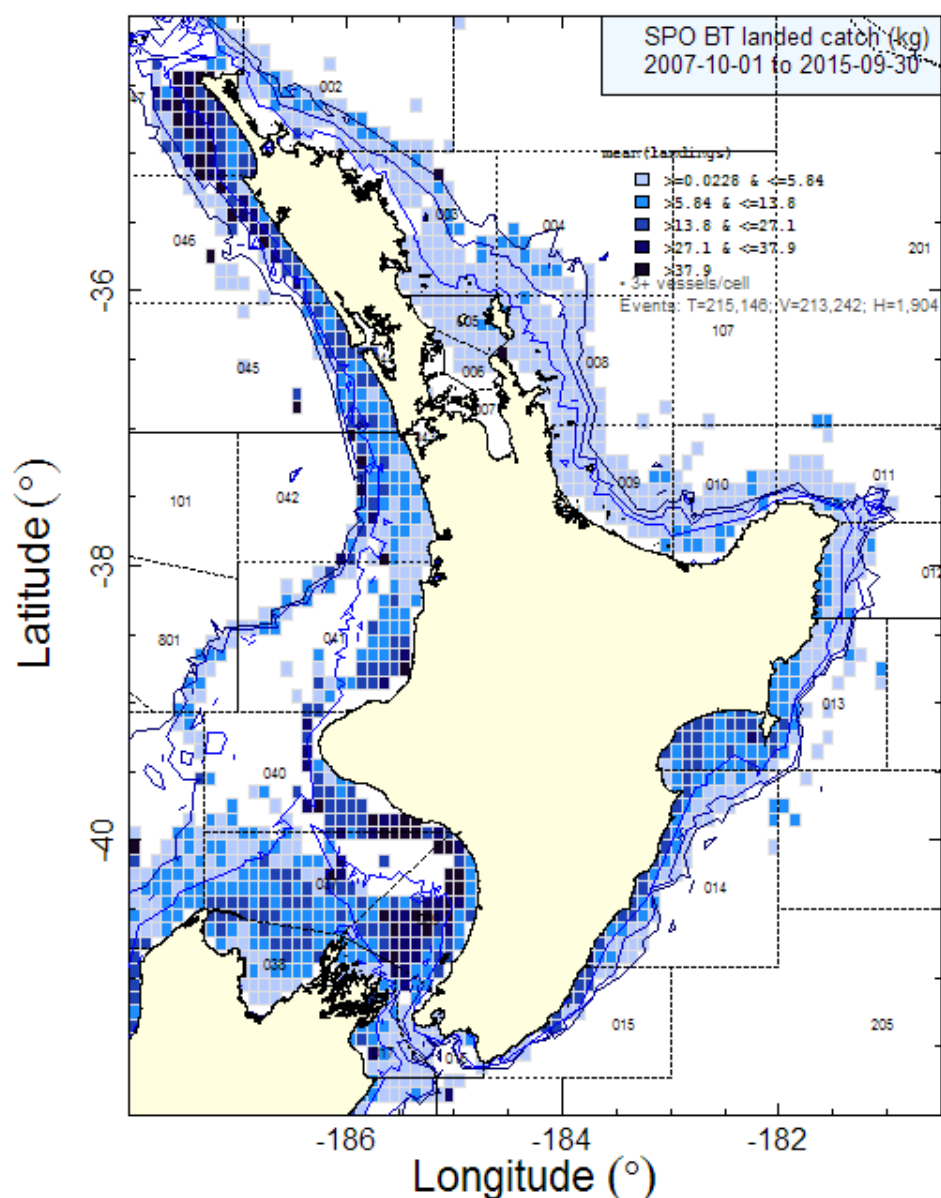 SPO BT landed catch (kg)
2007-10-01 to 2015-09-30
mean(landings)
>=0.0228 & <=5.84
>5.84 & <=13.8
>13.8 & <=27.1
>27.1 & <=37.9
>37.9
• 3+ vessels/cell
Events: T=215,146; V=213,242; H=1,904
002
003
004
046
201
-36
005
107
045
006
008
007
009
010
011
101
042
012
-38
801
041
013
040
-40
014
038
015
205
-186
-184
-182
Longitude (°)
Latitude (°)